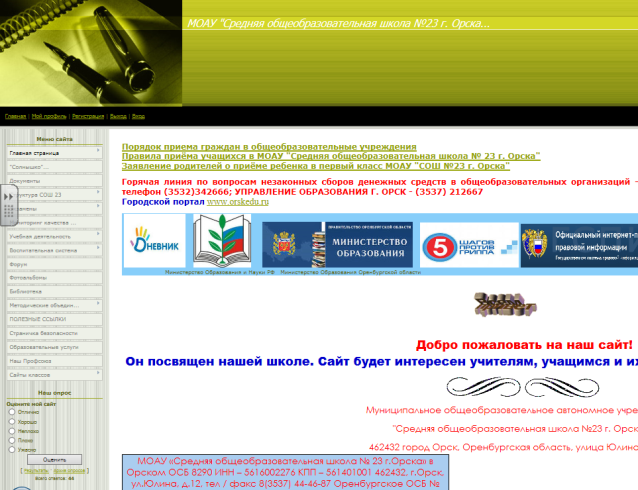 МОАУ "Средняя общеобразовательная школа №23 г. Орска...
Главная | Мой профиль | Регистрация | Выход | Вход
Меню сайта
Главная страница
"Солнышко"...
Документы
СОШ 23
Мониторинг качества ...
Учебная деятельность
Воспитательная система
Форум
Фотоальбомы
Библиотека
Методические объедин...
ПОЛЕЗНЫЕ ССЫЛКИ
Страничка безопасности
Образовательные услуги
Наш Профсоюз
Сайты классов
Наш опрос
Оцените мой сайт
Отлично
Хорошо
Неплохо
Плохо
Ужасно
Оценить
Порядок приема граждан в общеобразовательные учреждения
Правила приёма учащихся в МОАУ "Средняя общеобразовательная школа № 23 г. Орска"
Заявление родителей о приёме ребенка в первый класс МОАУ "СОШ №23 г. Орска"
Горячая линия по вопросам незаконных сборов денежных средств в общеобразовательных организаций -
телефон (3532)342666; УПРАВЛЕНИЕ ОБРАЗОВАНИЯ Г. ОРСК - (3537) 212667
Городской портал www.orskedu.ru
ДНЕВНИК
ПРАВИТЕЛЬСТВО ОРЕНБУРГСКОЙ ОБЛАСТИ
МИНИСТЕРСТВО
ОБРАЗОВАНИЯ
5 ШАГОВ
ПРОТИВ
ГРИППА
Официальный интернет-п
правовой информации
Министерство Образования и Науки РФ Министерство Образования Оренбургской области
Добро пожаловать на наш сайт!
Он посвящен нашей школе. Сайт будет интересен учителям, учащимся и их
Муниципальное общеобразовательное автономное учре
"Средняя общеобразовательная школа №23 г. Орск
462432 город Орск, Оренбургская область, улица Юлина
МОАУ «Средняя общеобразовательная школа № 23 г.Орска» в
Орскам ОСБ 8290 ИНН – 5616002276 КПП – 561401001 462432, г.Орск,
ул.Юлина, д.12, тел / факс 8(3537) 44-46-87 Оренбургское ОСБ №